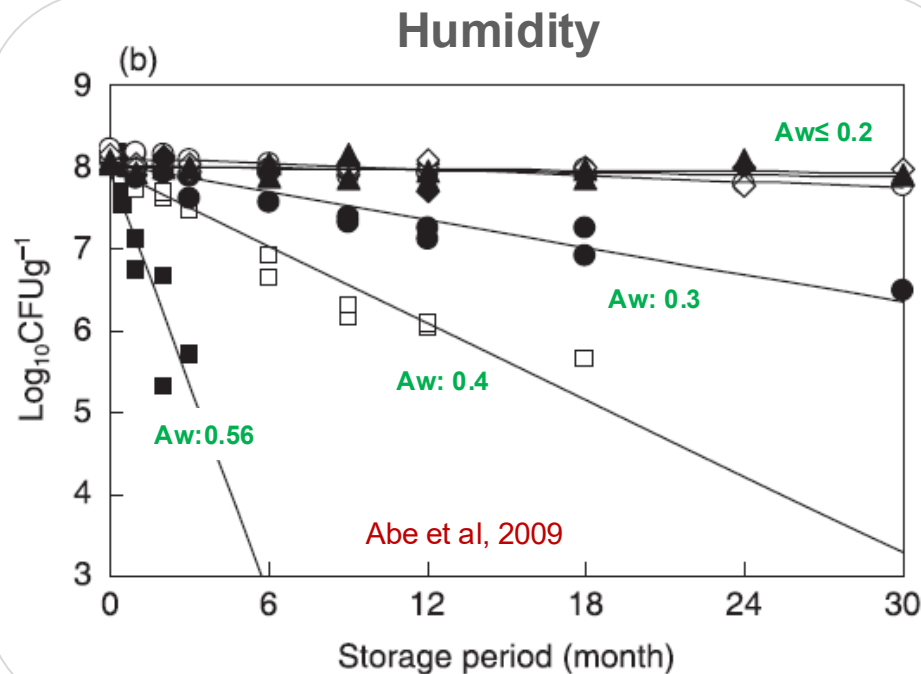 Humidity
(b)
9
8
7
6
5
4
3
Log₁₀CFUg⁻¹
Aw≤ 0.2
Aw: 0.3
Aw: 0.4
Aw:0.56
Abe et al, 2009
0 6 12 18 24 30
Storage period (month)